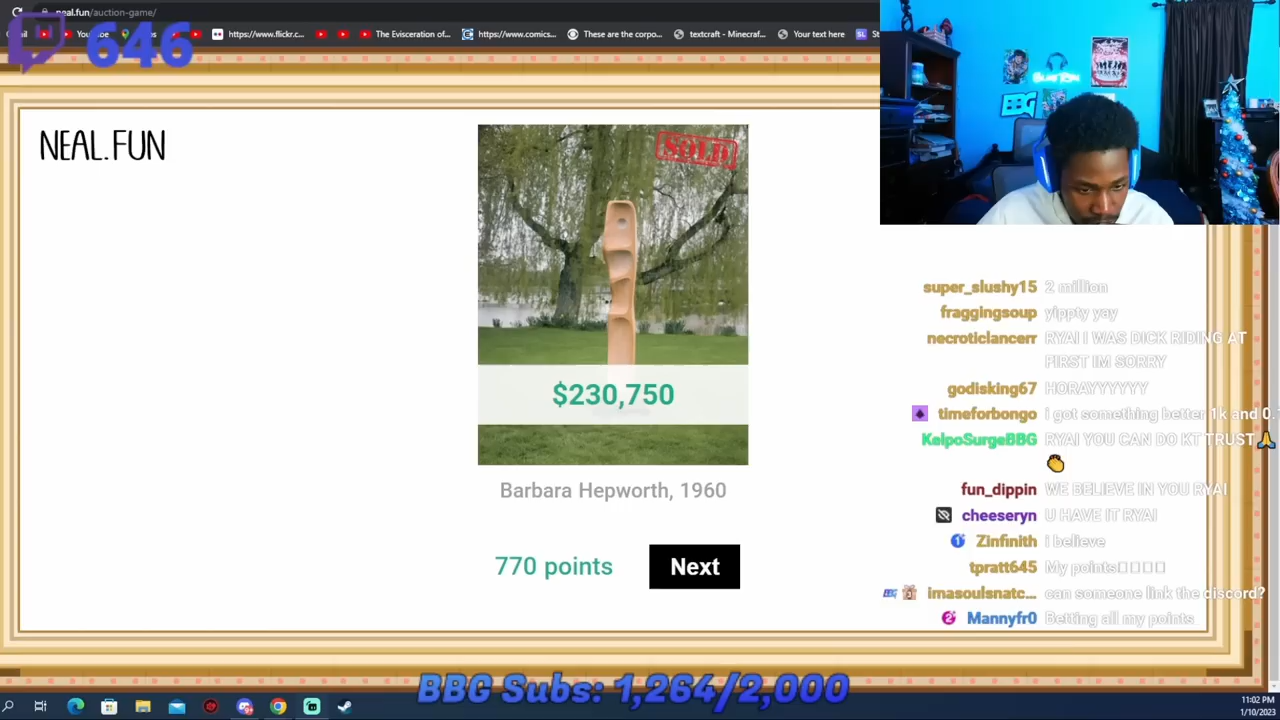 neal.fun/auction-game/
https://www.flickr.c...
The Evisceration of...
https://www.comics...
These are the corpo...
textcraft - Minecraf...
Your text here
646
NEAL.FUN
SOLD
$230,750
Barbara Hepworth, 1960
770 points
Next
BBG
super_slushy15 2 million
fraggingsoup yippty yay
necroticlancerr RYAI I WAS DICK RIDING AT
FIRST IM SORRY
godisking67 HORAYYYYYY
timeforbongo i got something better 1k and 0.
KelpoSurgeBBG RYAI YOU CAN DO KT TRUST🙏
👏
fun_dippin WE BELIEVE IN YOU RYAI
cheeseryn U HAVE IT RYAI
Zinfinith i believe
tpratt645 My points
imasoulsnatc... can someone link the discord?
Mannyfr0 Betting all my points
BBG Subs: 1,264/2,000
11:02 PM
1/10/2023